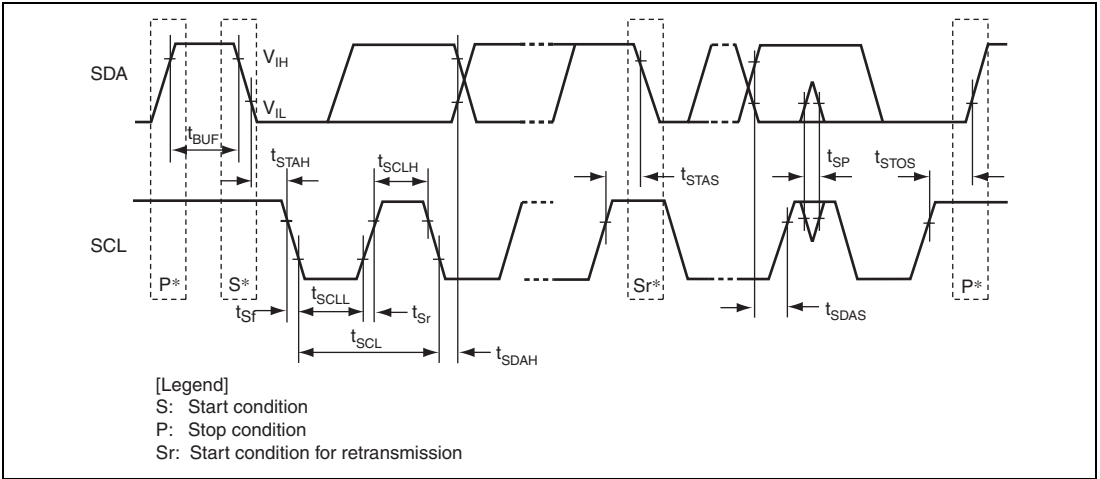 SDA
V_IH
V_IL
t_BUF
t_STAH
t_SCLH
t_STAS
t_SP
t_STOS
SCL
P*
S*
Sr*
P*
t_Sf
t_SCLL
t_Sr
t_SCL
t_SDAH
t_SDAS
[Legend]
S: Start condition
P: Stop condition
Sr: Start condition for retransmission